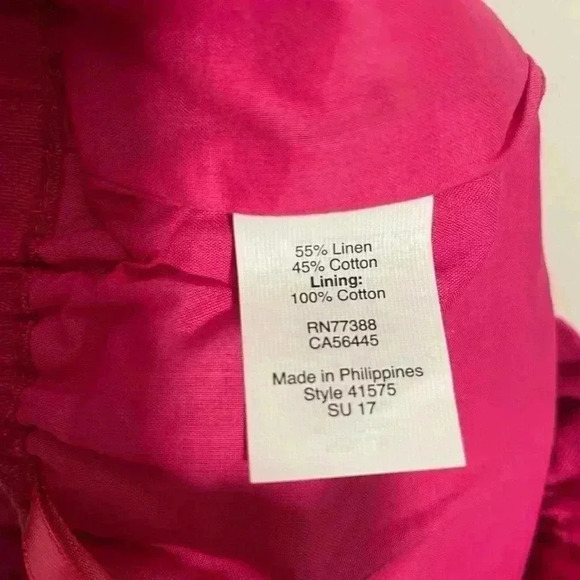 55% Linen
45% Cotton
Lining:
100% Cotton
RN77388
CA56445
Made in Philippines
Style 41575
SU 17